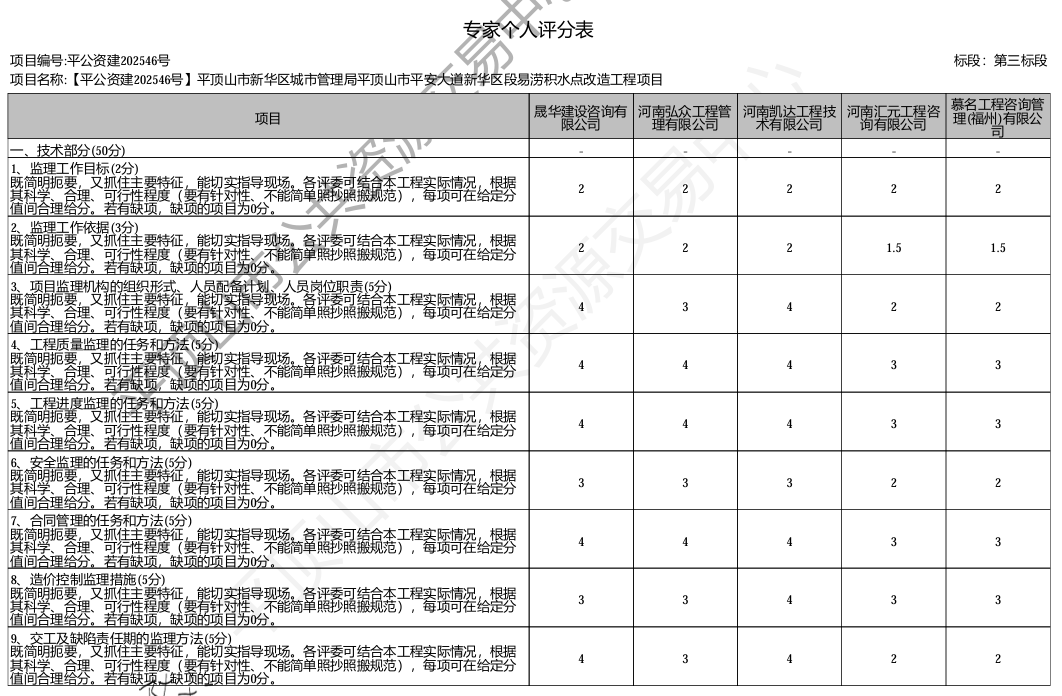 专家个人评分表
项目编号:平公资建202546号
标段：第三标段
项目名称:【平公资建202546号】平顶山市新华区城市管理局平顶山市平安大道新华区段易涝积水点改造工程项目
项目
晟华建设咨询有
限公司
河南弘众工程管
理有限公司
河南凯达工程技
术有限公司
河南汇元工程咨
询有限公司
慕名工程咨询管
理(福州)有限公
司
一、技术部分(50分)
- - - - -
1、监理工作目标(2分)
既简明扼要，又抓住主要特征，能切实指导现场。各评委可结合本工程实际情况，根据
其科学、合理、可行性程度（要有针对性、不能简单照抄照搬规范），每项可在给定分
值间合理给分。若有缺项，缺项的项目为0分。
2 2 2 2 2
2、监理工作依据(3分)
既简明扼要，又抓住主要特征，能切实指导现场。各评委可结合本工程实际情况，根据
其科学、合理、可行性程度（要有针对性、不能简单照抄照搬规范），每项可在给定分
值间合理给分。若有缺项，缺项的项目为0分。
2 2 2 1.5 1.5
3、项目监理机构的组织形式、人员配备计划、人员岗位职责(5分)
既简明扼要，又抓住主要特征，能切实指导现场。各评委可结合本工程实际情况，根据
其科学、合理、可行性程度（要有针对性、不能简单照抄照搬规范），每项可在给定分
值间合理给分。若有缺项，缺项的项目为0分。
4 3 4 2 2
4、工程质量监理的任务和方法(5分)
既简明扼要，又抓住主要特征，能切实指导现场。各评委可结合本工程实际情况，根据
其科学、合理、可行性程度（要有针对性、不能简单照抄照搬规范），每项可在给定分
值间合理给分。若有缺项，缺项的项目为0分。
4 4 4 3 3
5、工程进度监理的任务和方法(5分)
既简明扼要，又抓住主要特征，能切实指导现场。各评委可结合本工程实际情况，根据
其科学、合理、可行性程度（要有针对性、不能简单照抄照搬规范），每项可在给定分
值间合理给分。若有缺项，缺项的项目为0分。
4 4 4 3 3
6、安全监理的任务和方法(5分)
既简明扼要，又抓住主要特征，能切实指导现场。各评委可结合本工程实际情况，根据
其科学、合理、可行性程度（要有针对性、不能简单照抄照搬规范），每项可在给定分
值间合理给分。若有缺项，缺项的项目为0分。
3 3 3 2 2
7、合同管理的任务和方法(5分)
既简明扼要，又抓住主要特征，能切实指导现场。各评委可结合本工程实际情况，根据
其科学、合理、可行性程度（要有针对性、不能简单照抄照搬规范），每项可在给定分
值间合理给分。若有缺项，缺项的项目为0分。
4 4 4 3 3
8、造价控制监理措施(5分)
既简明扼要，又抓住主要特征，能切实指导现场。各评委可结合本工程实际情况，根据
其科学、合理、可行性程度（要有针对性、不能简单照抄照搬规范），每项可在给定分
值间合理给分。若有缺项，缺项的项目为0分。
3 3 4 3 3
9、交工及缺陷责任期的监理方法(5分)
既简明扼要，又抓住主要特征，能切实指导现场。各评委可结合本工程实际情况，根据
其科学、合理、可行性程度（要有针对性、不能简单照抄照搬规范），每项可在给定分
值间合理给分。若有缺项，缺项的项目为0分。
4 3 4 2 2
平顶山市公共资源交易中心
平顶山市公共资源交易中心